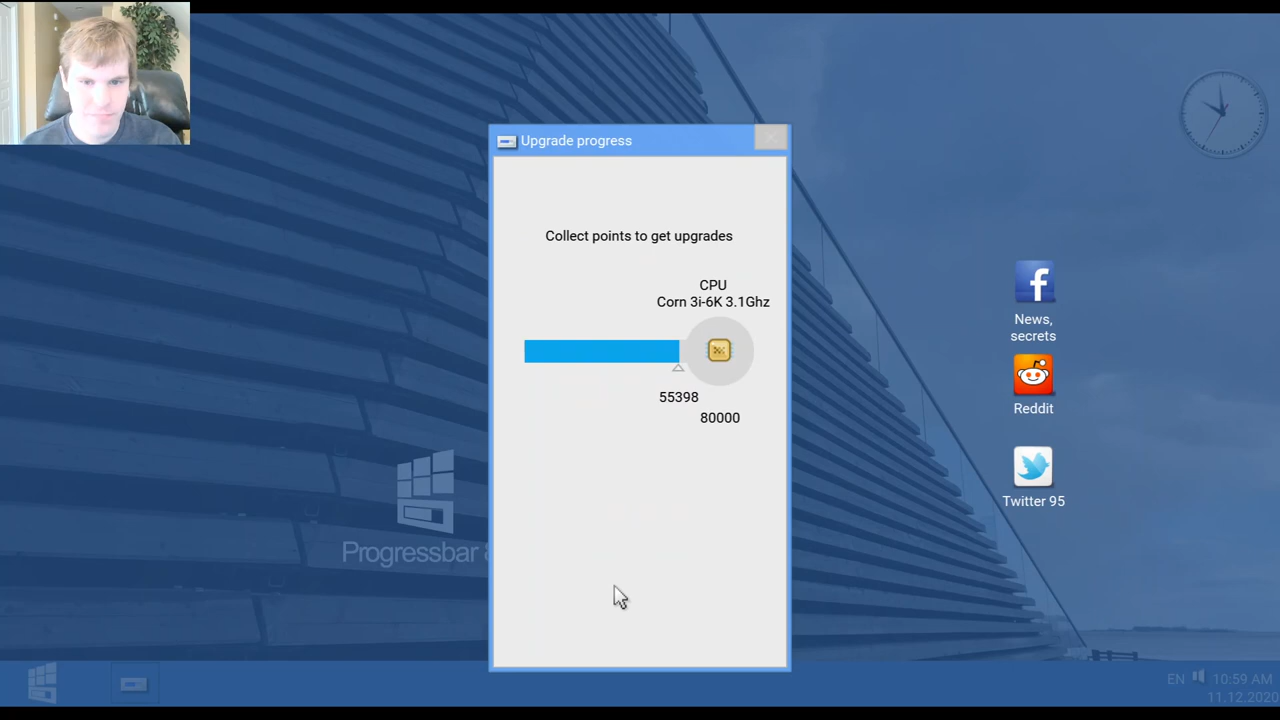 Upgrade progress
Collect points to get upgrades
CPU
Corn 3i-6K 3.1Ghz
55398
80000
News,
secrets
Reddit
Twitter 95
Progressbar 8
EN
10:59 AM
11.12.2020